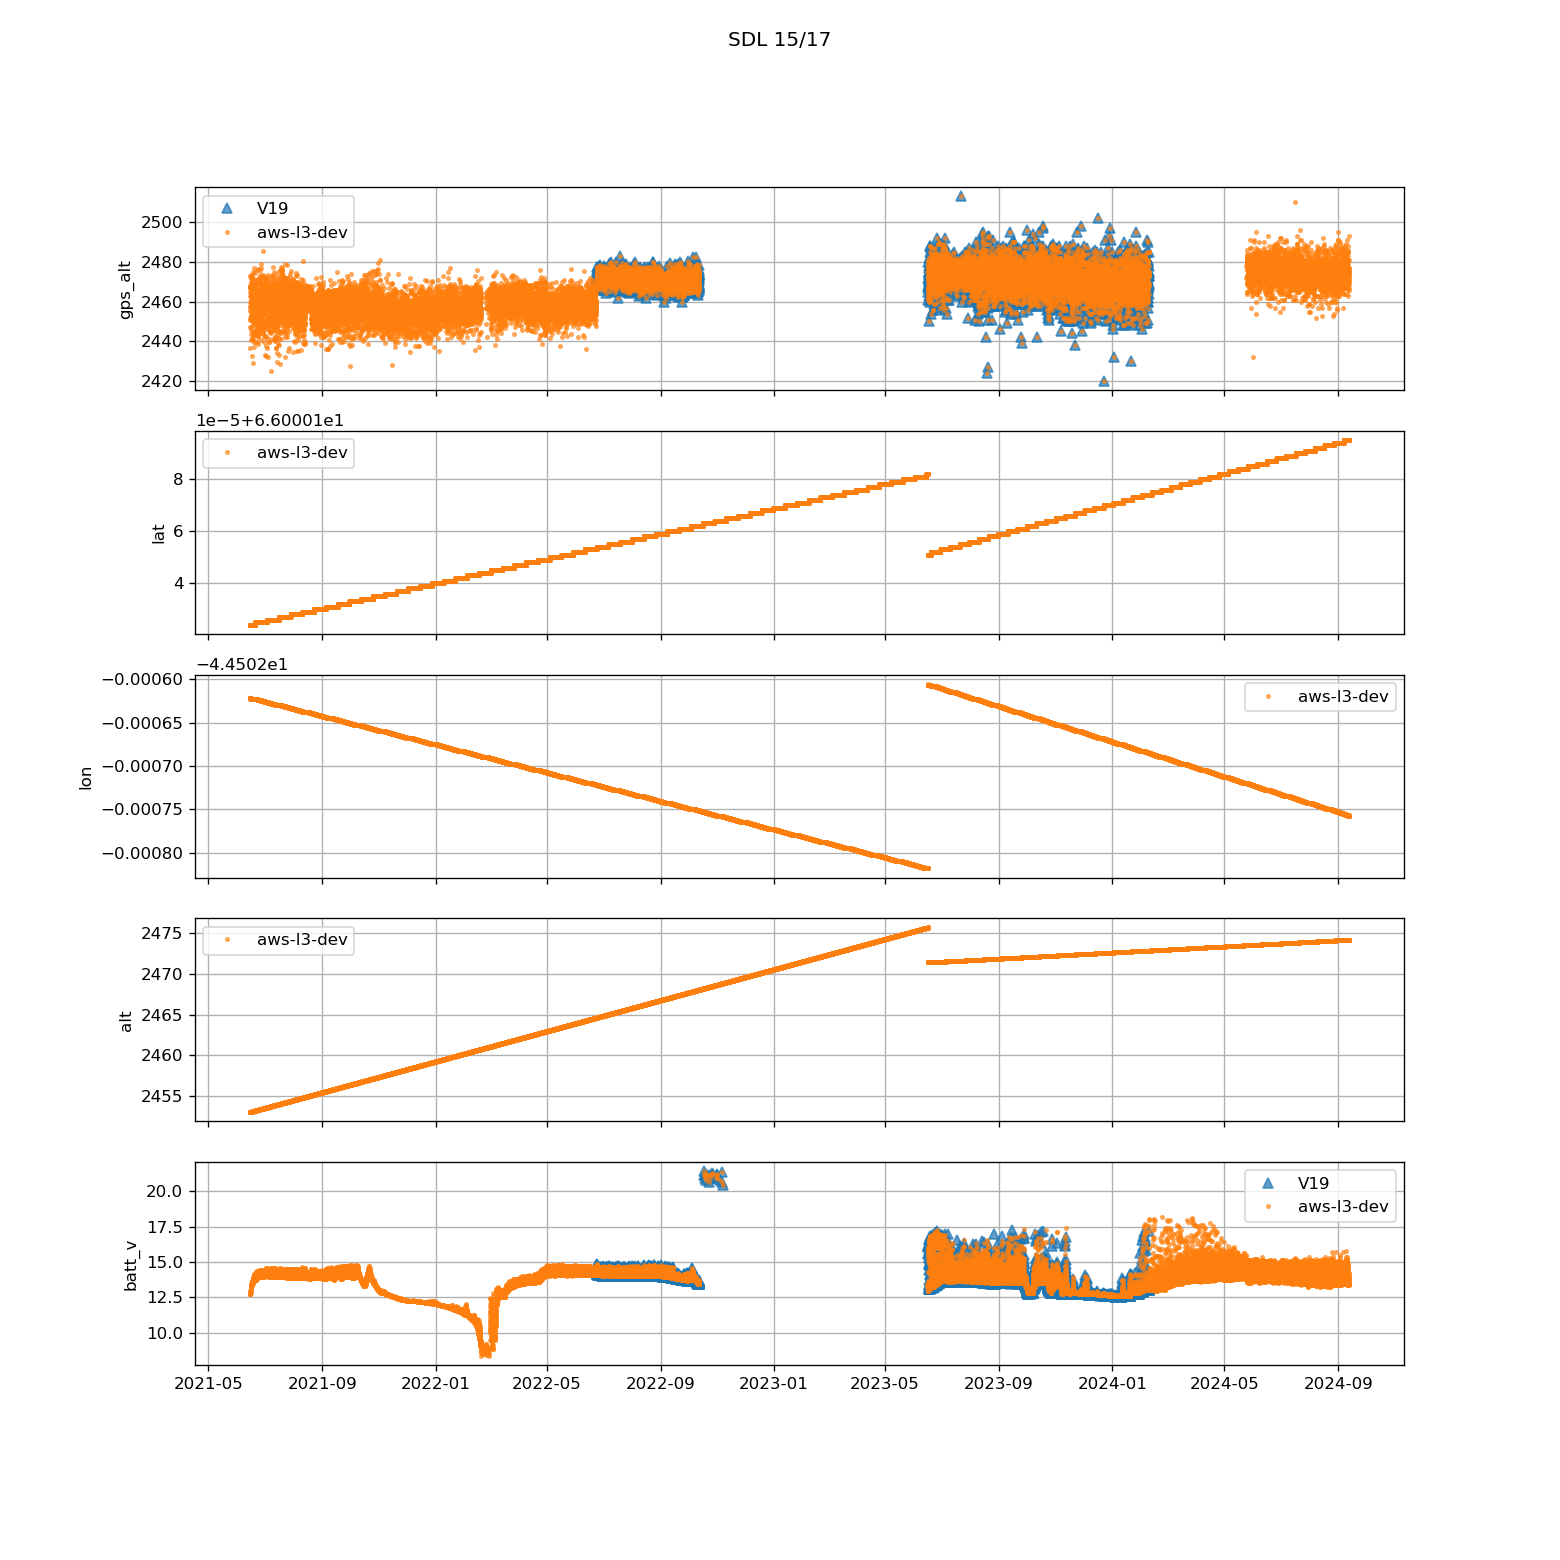 SDL 15/17
V19
aws-l3-dev
2500
2480
2460
2440
2420
gps_alt
1e−5+6.60001e1
aws-l3-dev
8
6
4
lat
−4.4502e1
aws-l3-dev
−0.00060
−0.00065
−0.00070
−0.00075
−0.00080
lon
aws-l3-dev
2475
2470
2465
2460
2455
alt
V19
aws-l3-dev
20.0
17.5
15.0
12.5
10.0
batt_v
2021-05 2021-09 2022-01 2022-05 2022-09 2023-01 2023-05 2023-09 2024-01 2024-05 2024-09